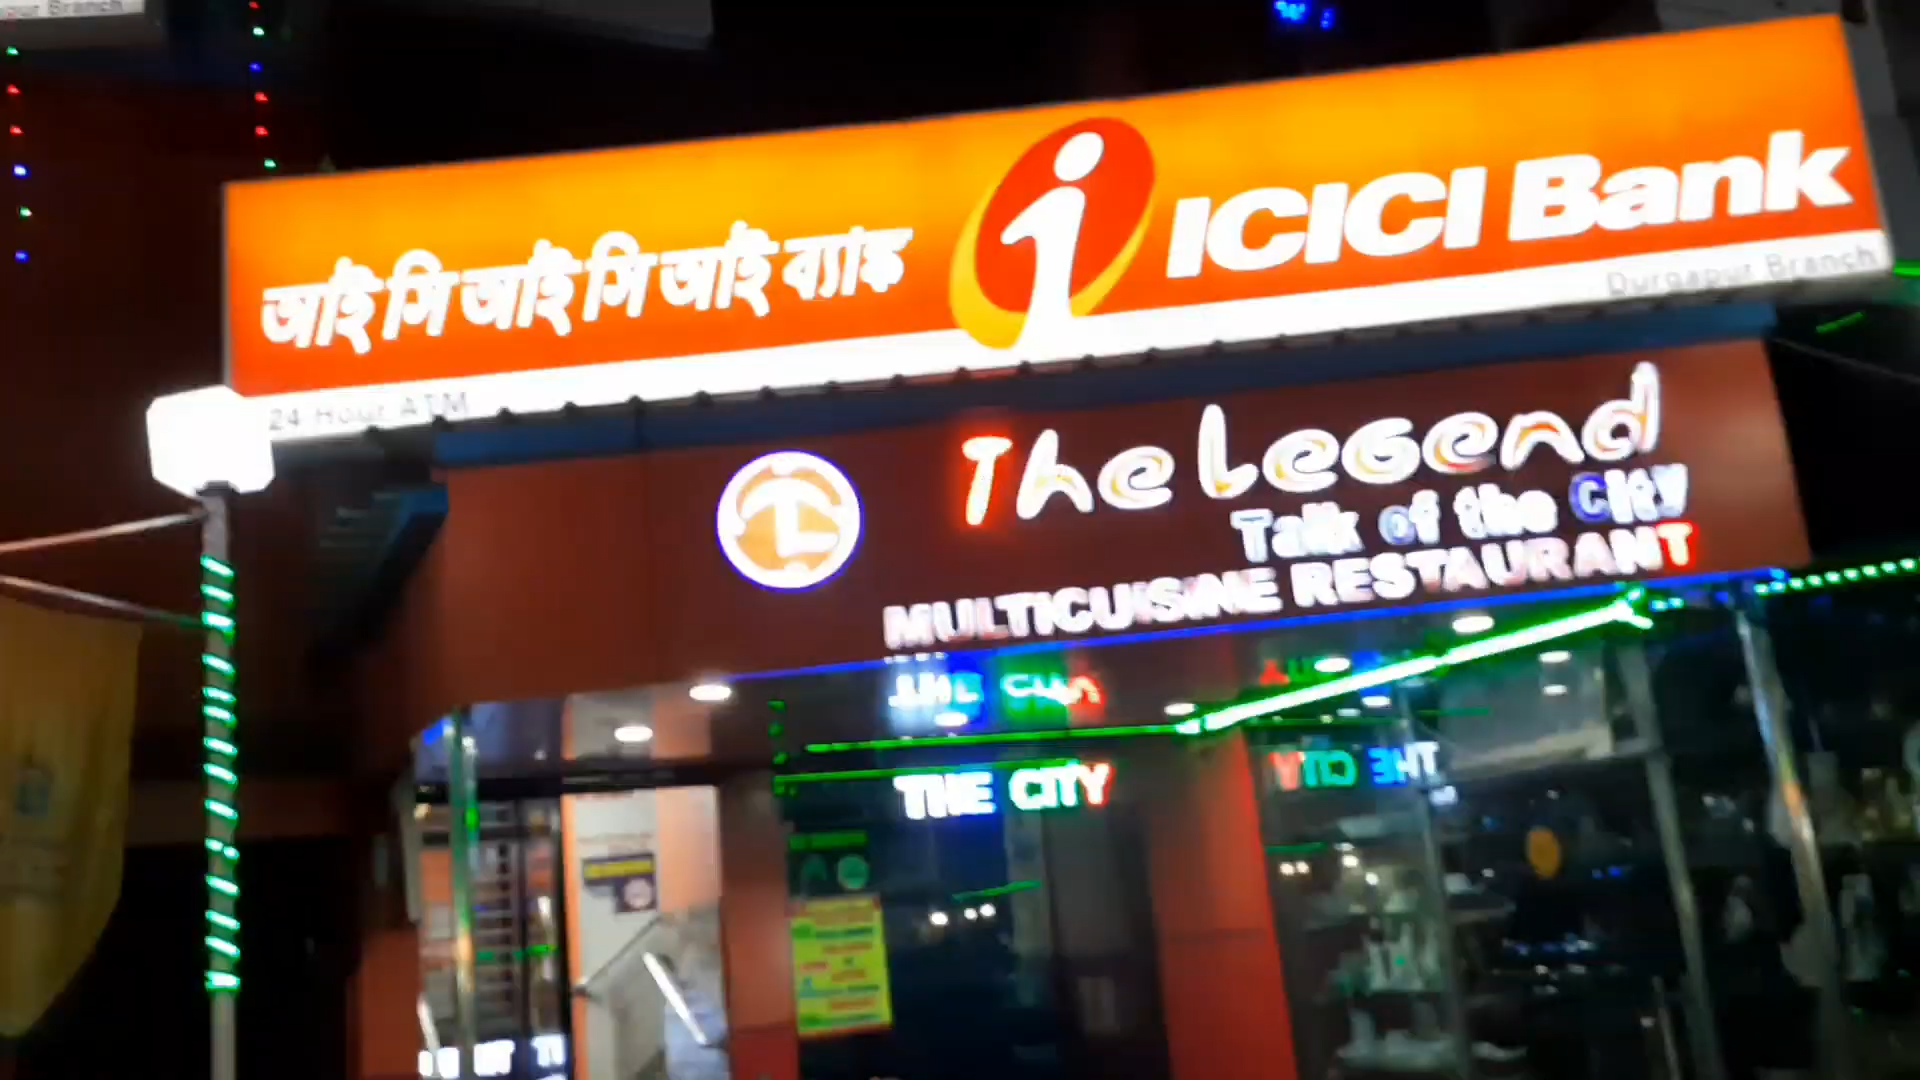 আই সি আই সি আই ব্যাঙ্ক
ICICI Bank
Durgapur Branch
24 Hour ATM
The Legend
Talk of the City
MULTICUISINE RESTAURANT
THE CITY